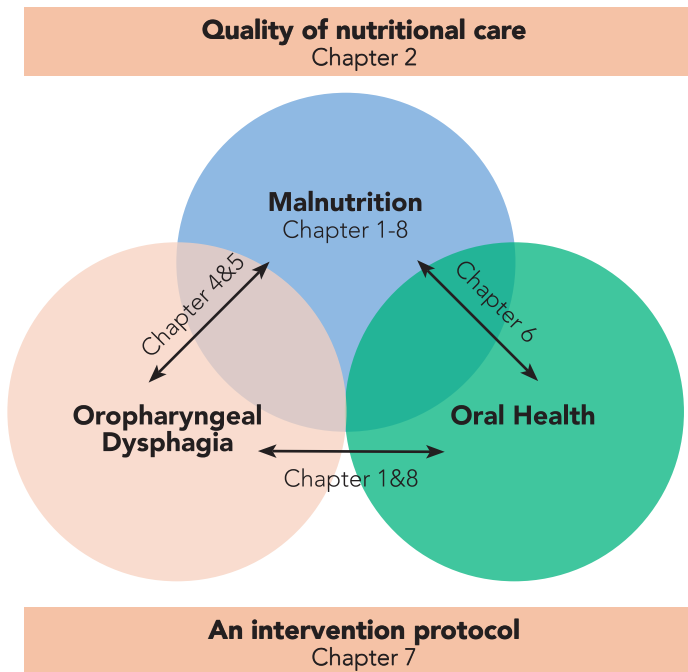 Quality of nutritional care
Chapter 2
Malnutrition
Chapter 1-8
Chapter 4&5
Chapter 6
Oropharyngeal
Dysphagia
Oral Health
Chapter 1&8
An intervention protocol
Chapter 7